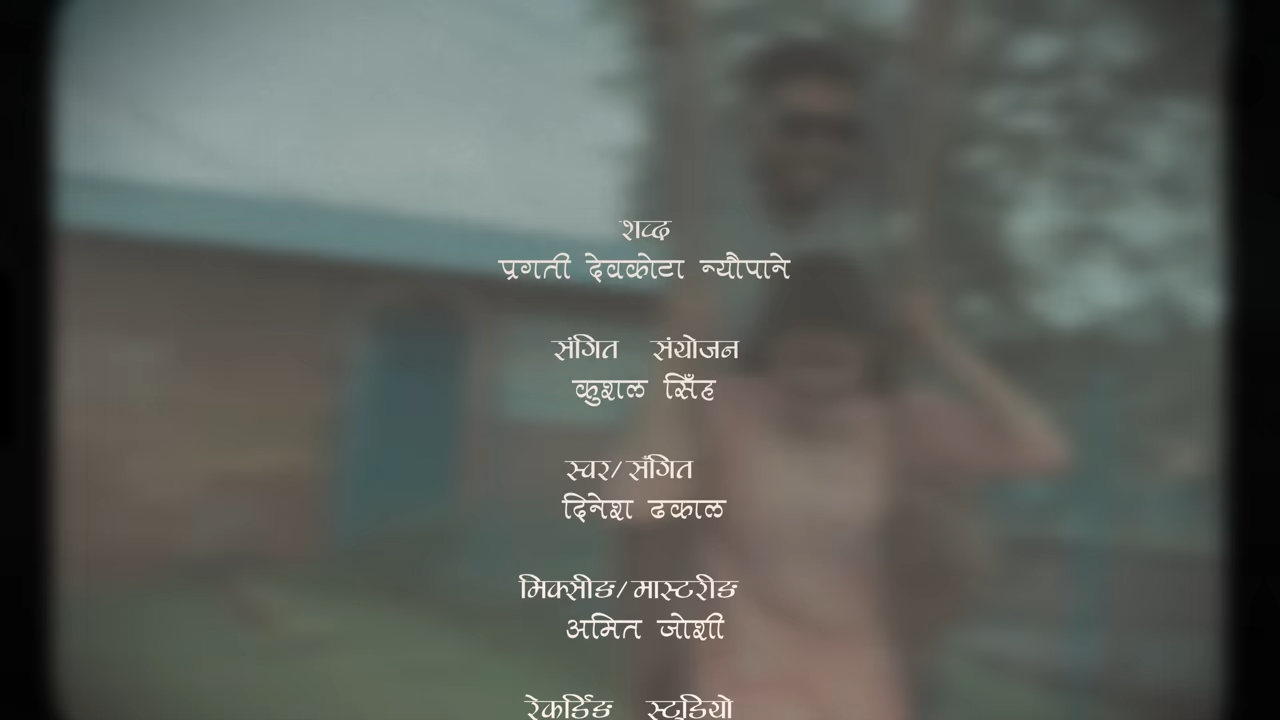 शब्द
प्रगती देवकोटा न्यौपाने
संगित संयोजन
कुशल सिँह
स्वर/सँगित
दिनेश ढकाल
मिक्सीङ/मास्टरीङ
अमित जोशी
रेकर्डिङ स्टुडियो